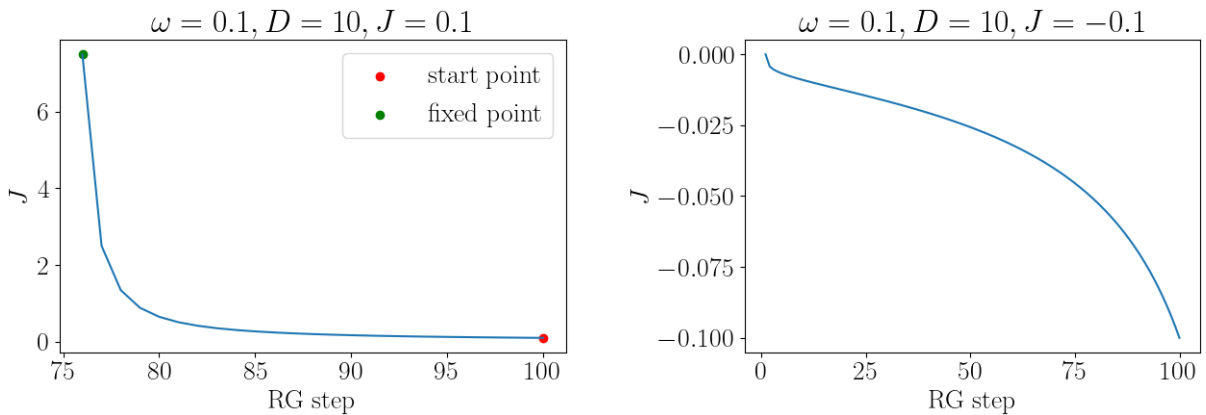 ω = 0.1, D = 10, J = 0.1
J
6
4
2
0
start point
fixed point
75 80 85 90 95 100
RG step
ω = 0.1, D = 10, J = −0.1
J
0.000
−0.025
−0.050
−0.075
−0.100
0 25 50 75 100
RG step